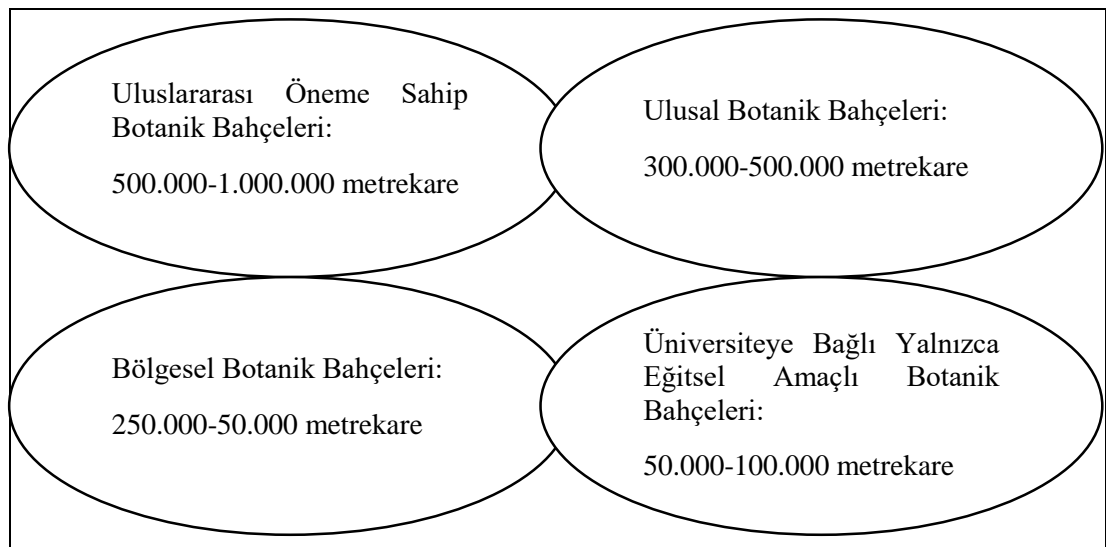 Uluslararası Öneme Sahip
Botanik Bahçeleri:
500.000-1.000.000 metrekare
Ulusal Botanik Bahçeleri:
300.000-500.000 metrekare
Bölgesel Botanik Bahçeleri:
250.000-50.000 metrekare
Üniversiteye Bağlı Yalnızca
Eğitsel Amaçlı Botanik
Bahçeleri:
50.000-100.000 metrekare